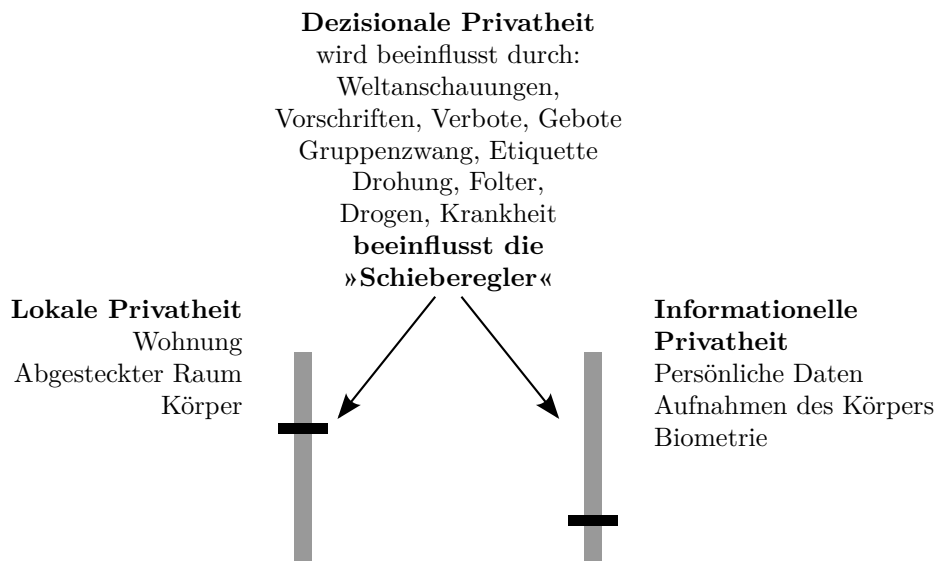 Dezisionale Privatheit
wird beeinflusst durch:
Weltanschauungen,
Vorschriften, Verbote, Gebote
Gruppenzwang, Etiquette
Drohung, Folter,
Drogen, Krankheit
beeinflusst die
»Schieberegler«
Lokale Privatheit
Wohnung
Abgesteckter Raum
Körper
Informationelle
Privatheit
Persönliche Daten
Aufnahmen des Körpers
Biometrie